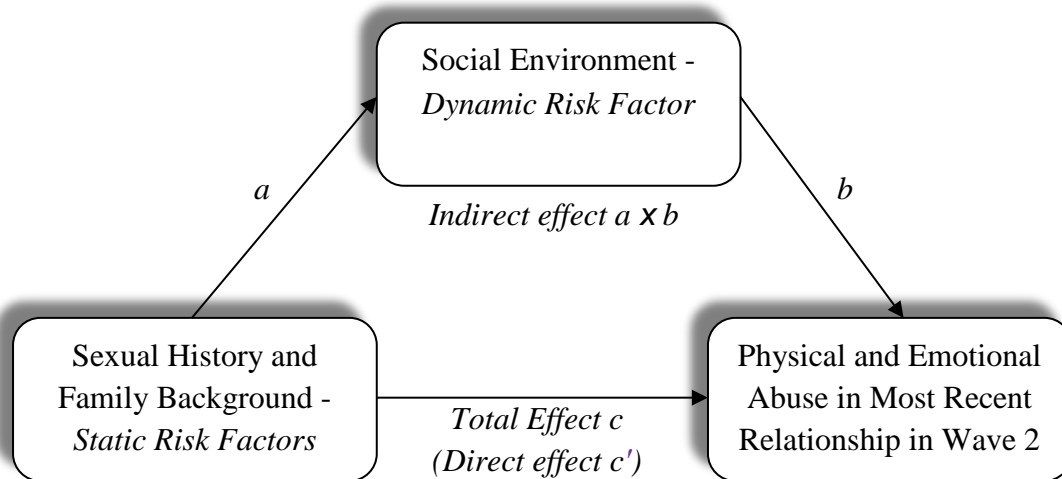 Social Environment -
Dynamic Risk Factor
a
b
Indirect effect a x b
Sexual History and
Family Background -
Static Risk Factors
Total Effect c
(Direct effect c')
Physical and Emotional
Abuse in Most Recent
Relationship in Wave 2